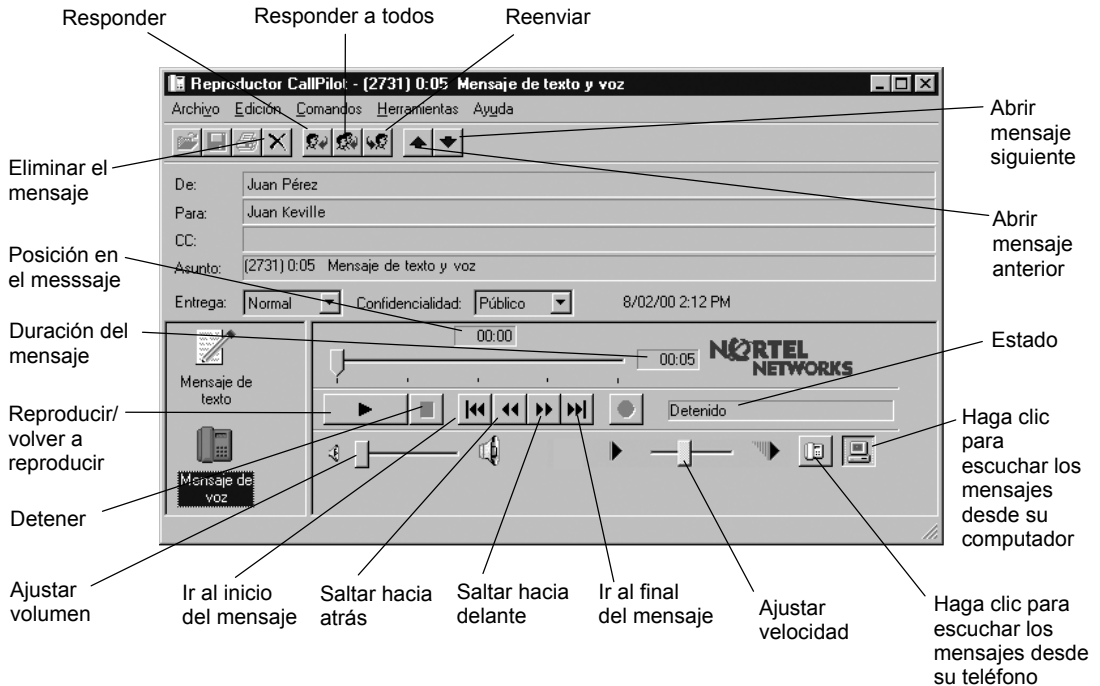 Responder
Responder a todos
Reenviar
Reproductor CallPilot - (2731) 0:05 Mensaje de texto y voz
Archivo Edición Comandos Herramientas Ayuda
Abrir
mensaje
siguiente
Eliminar el
mensaje
De: Juan Pérez
Para: Juan Keville
CC:
Asunto: (2731) 0:05 Mensaje de texto y voz
Abrir
mensaje
anterior
Posición en
el messsaje
Entrega: Normal Confidencialidad: Público 8/02/00 2:12 PM
Duración del
mensaje
00:00
00:05
NORTEL
NETWORKS
Estado
Mensaje de
texto
Reproducir/
volver a
reproducir
Detenido
Haga clic
para
escuchar los
mensajes
desde su
computador
Mensaje de
voz
Detener
Ajustar
volumen
Ir al inicio
del mensaje
Saltar hacia
atrás
Saltar hacia
delante
Ir al final
del mensaje
Ajustar
velocidad
Haga clic para
escuchar los
mensajes desde
su teléfono